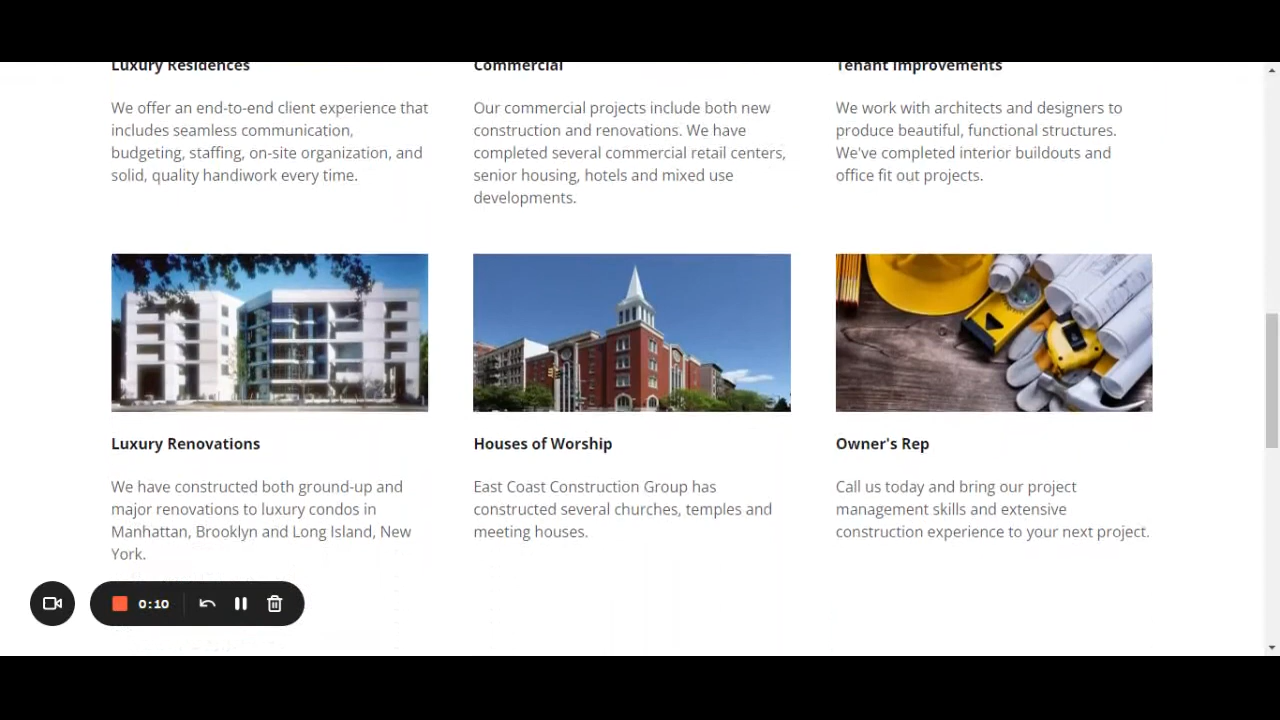 Luxury Residences
We offer an end-to-end client experience that
includes seamless communication,
budgeting, staffing, on-site organization, and
solid, quality handiwork every time.
Commercial
Our commercial projects include both new
construction and renovations. We have
completed several commercial retail centers,
senior housing, hotels and mixed use
developments.
Tenant Improvements
We work with architects and designers to
produce beautiful, functional structures.
We've completed interior buildouts and
office fit out projects.
Luxury Renovations
We have constructed both ground-up and
major renovations to luxury condos in
Manhattan, Brooklyn and Long Island, New
York.
Houses of Worship
East Coast Construction Group has
constructed several churches, temples and
meeting houses.
Owner's Rep
Call us today and bring our project
management skills and extensive
construction experience to your next project.
0:10